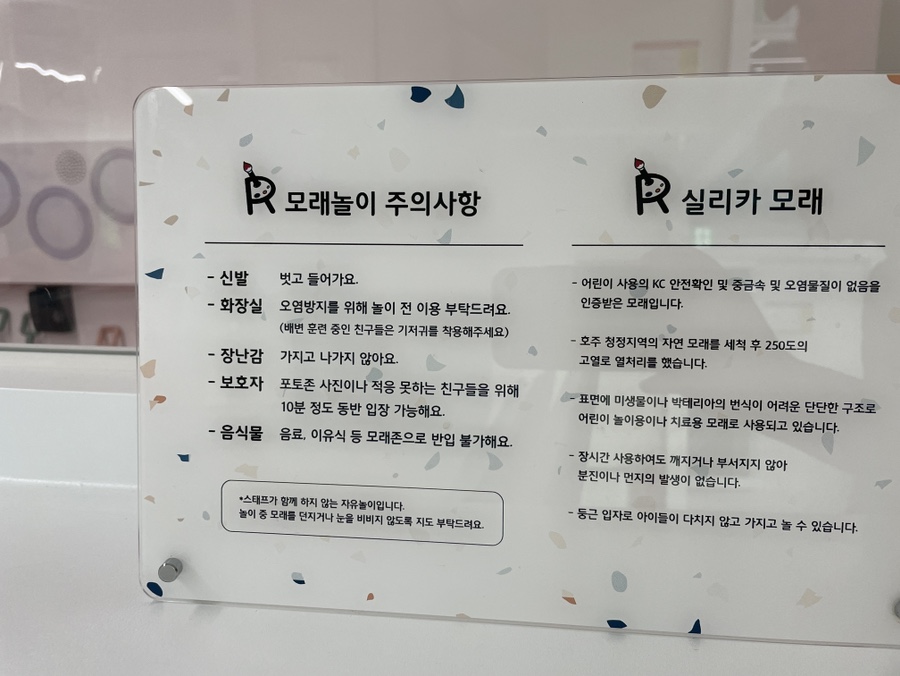 R 모래놀이 주의사항
- 신발 벗고 들어가요.
- 화장실 오염방지를 위해 놀이 전 이용 부탁드려요.
(배변 훈련 중인 친구들은 기저귀를 착용해주세요)
- 장난감 가지고 나가지 않아요.
- 보호자 포토존 사진이나 적응 못하는 친구들을 위해
10분 정도 동반 입장 가능해요.
- 음식물 음료, 이유식 등 모래존으로 반입 불가해요.
*스태프가 함께 하지 않는 자유놀이입니다.
놀이 중 모래를 던지거나 눈을 비비지 않도록 지도 부탁드려요.
R 실리카 모래
- 어린이 사용의 KC 안전확인 및 중금속 및 오염물질이 없음을
인증받은 모래입니다.
- 호주 청정지역의 자연 모래를 세척 후 250도의
고열로 열처리를 했습니다.
- 표면에 미생물이나 박테리아의 번식이 어려운 단단한 구조로
어린이 놀이용이나 치료용 모래로 사용되고 있습니다.
- 장시간 사용하여도 깨지거나 부서지지 않아
분진이나 먼지의 발생이 없습니다.
- 둥근 입자로 아이들이 다치지 않고 가지고 놀 수 있습니다.